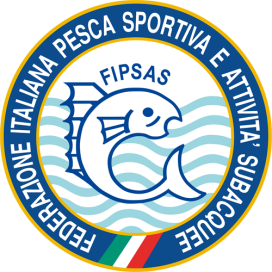 FEDERAZIONE ITALIANA PESCA SPORTIVA E ATTIVITA' SUBACQUEE
FIPSAS